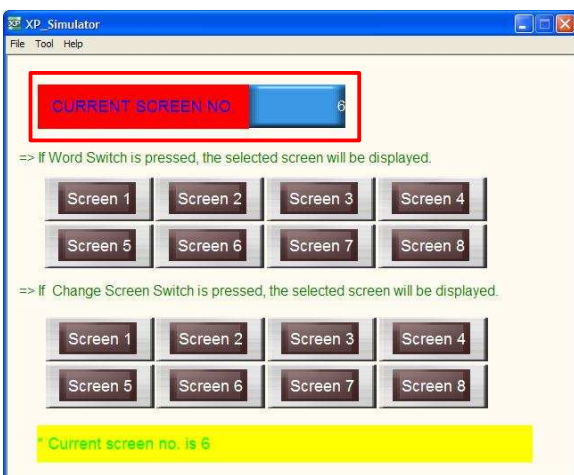 XP_Simulator
File Tool Help
CURRENT SCREEN NO 6
=> If Word Switch is pressed, the selected screen will be displayed.
Screen 1 Screen 2 Screen 3 Screen 4
Screen 5 Screen 6 Screen 7 Screen 8
=> If Change Screen Switch is pressed, the selected screen will be displayed.
Screen 1 Screen 2 Screen 3 Screen 4
Screen 5 Screen 6 Screen 7 Screen 8
* Current screen no. is 6